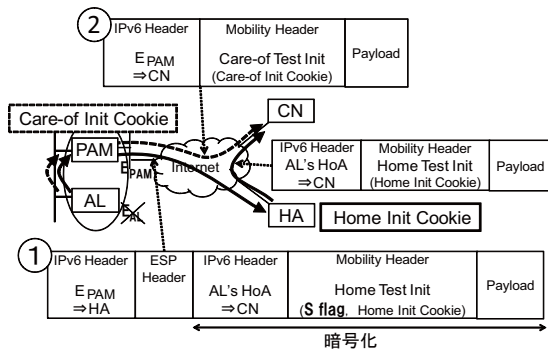 ②
IPv6 Header
Mobility Header
E PAM
⇒CN
Care-of Test Init
(Care-of Init Cookie)
Payload
Care-of Init Cookie
PAM
AL
E PAM
E AL
Internet
CN
HA
IPv6 Header
AL's HoA
⇒CN
Mobility Header
Home Test Init
(Home Init Cookie)
Payload
Home Init Cookie
①
IPv6 Header
E PAM
⇒HA
ESP
Header
IPv6 Header
AL's HoA
⇒CN
Mobility Header
Home Test Init
(S flag, Home Init Cookie)
Payload
暗号化